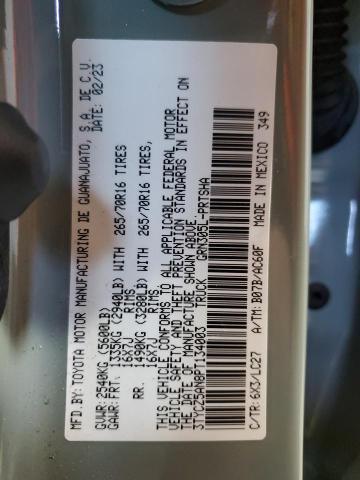 MFD.BY: TOYOTA MOTOR MANUFACTURING DE GUANAJUATO, S.A. DE C.V.
DATE: 02/23
GVWR: 2540KG (5600LB)
GAWR: FRT. 1335KG (2940LB) WITH 265/70R16 TIRES
16X7J RIMS
RR. 1490KG (3280LB) WITH 265/70R16 TIRES,
16X7J RIMS
THIS VEHICLE CONFORMS TO ALL APPLICABLE FEDERAL MOTOR
VEHICLE SAFETY AND THEFT PREVENTION STANDARDS IN EFFECT ON
THE DATE OF MANUFACTURE SHOWN ABOVE.
3TYCZ5AN6PT134003 TRUCK GRN305L-PRTSHA
C/TR: 6X3/LC27 A/TM: B07B/AC60F MADE IN MEXICO 349